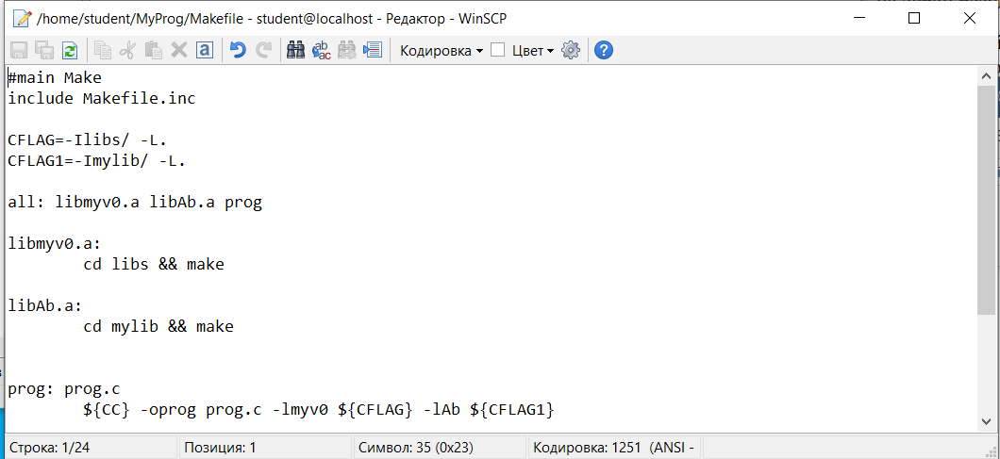 /home/student/MyProg/Makefile - student@localhost - Редактор - WinSCP
Кодировка Цвет
#main Make
include Makefile.inc
CFLAG=-Ilibs/ -L.
CFLAG1=-Imylib/ -L.
all: libmyv0.a libAb.a prog
libmyv0.a:
cd libs && make
libAb.a:
cd mylib && make
prog: prog.c
${CC} -oprog prog.c -lmyv0 ${CFLAG} -lAb ${CFLAG1}
Строка: 1/24 Позиция: 1 Символ: 35 (0x23) Кодировка: 1251 (ANSI -